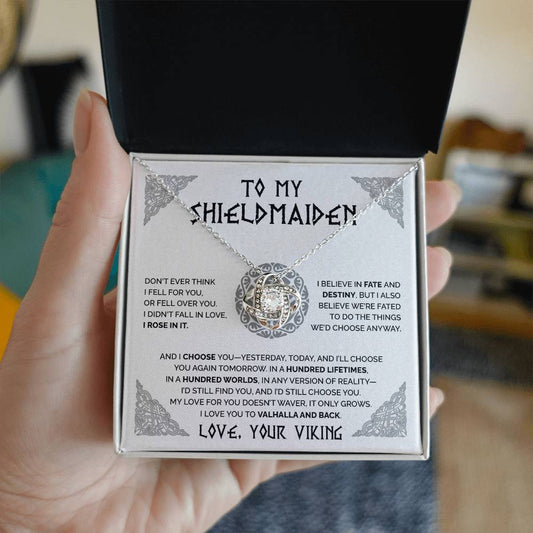 TO MY
SHIELDMAIDEN
DON'T EVER THINK
I FELL FOR YOU,
OR FELL OVER YOU.
I DIDN'T FALL IN LOVE,
I ROSE IN IT.
I BELIEVE IN FATE AND
DESTINY, BUT I ALSO
BELIEVE WE'RE FATED
TO DO THE THINGS
WE'D CHOOSE ANYWAY.
AND I CHOOSE YOU—YESTERDAY, TODAY, AND I'LL CHOOSE
YOU AGAIN TOMORROW. IN A HUNDRED LIFETIMES,
IN A HUNDRED WORLDS, IN ANY VERSION OF REALITY—
I'D STILL FIND YOU, AND I'D STILL CHOOSE YOU.
MY LOVE FOR YOU DOESN'T WAVER, IT ONLY GROWS.
I LOVE YOU TO VALHALLA AND BACK.
LOVE, YOUR VIKING